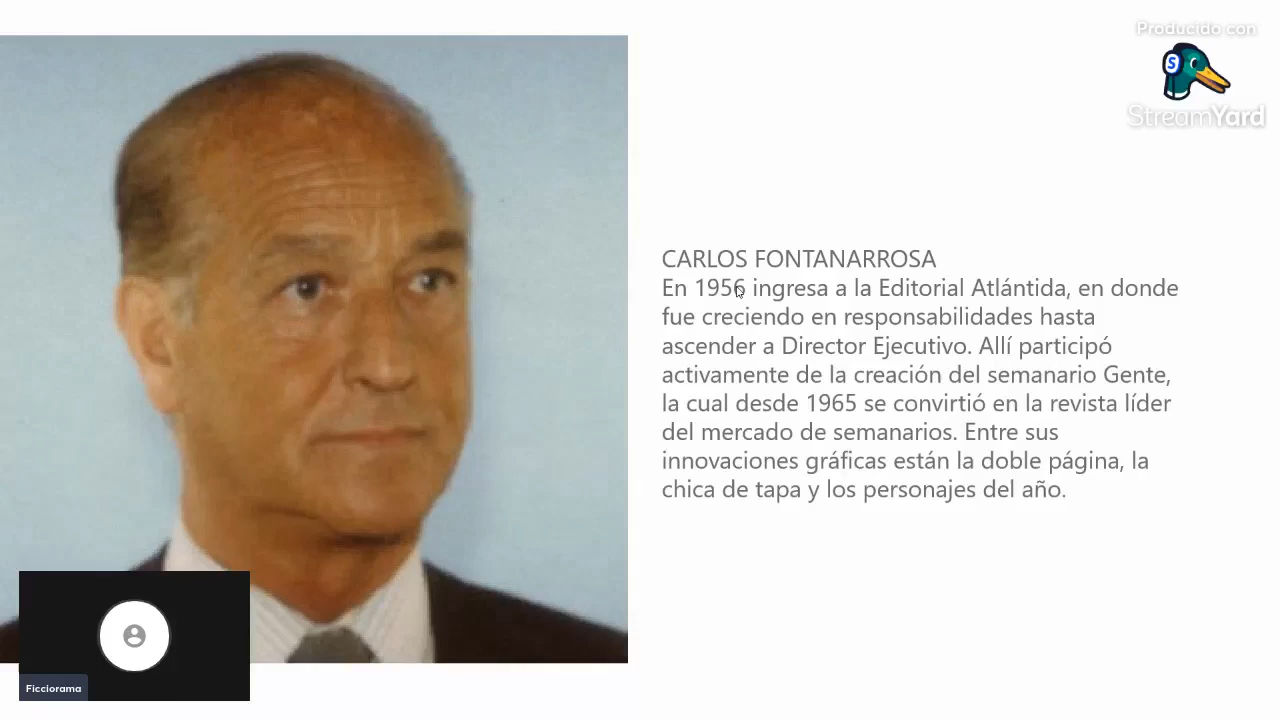 Producido con
StreamYard
CARLOS FONTANARROSA
En 1956 ingresa a la Editorial Atlántida, en donde
fue creciendo en responsabilidades hasta
ascender a Director Ejecutivo. Allí participó
activamente de la creación del semanario Gente,
la cual desde 1965 se convirtió en la revista líder
del mercado de semanarios. Entre sus
innovaciones gráficas están la doble página, la
chica de tapa y los personajes del año.
Ficciorama